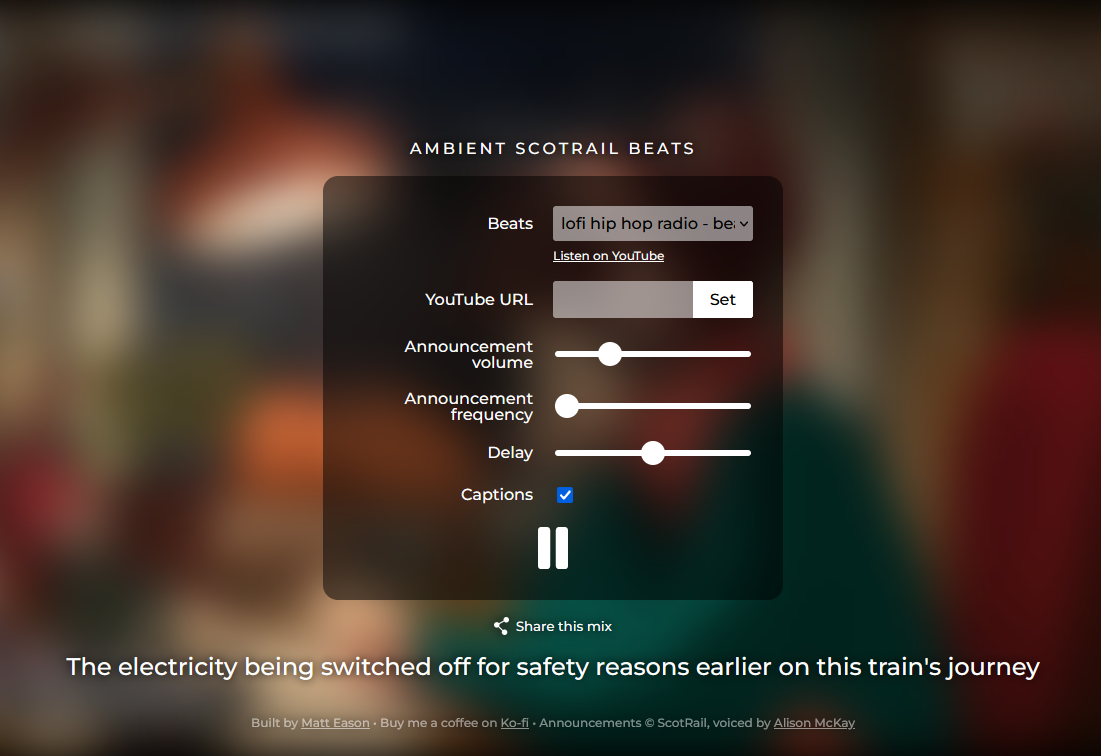 AMBIENT SCOTRAIL BEATS
Beats
lofi hip hop radio - bea
Listen on YouTube
YouTube URL
Set
Announcement
volume
Announcement
frequency
Delay
Captions
Share this mix
The electricity being switched off for safety reasons earlier on this train's journey
Built by Matt Eason • Buy me a coffee on Ko-fi • Announcements © ScotRail, voiced by Alison McKay